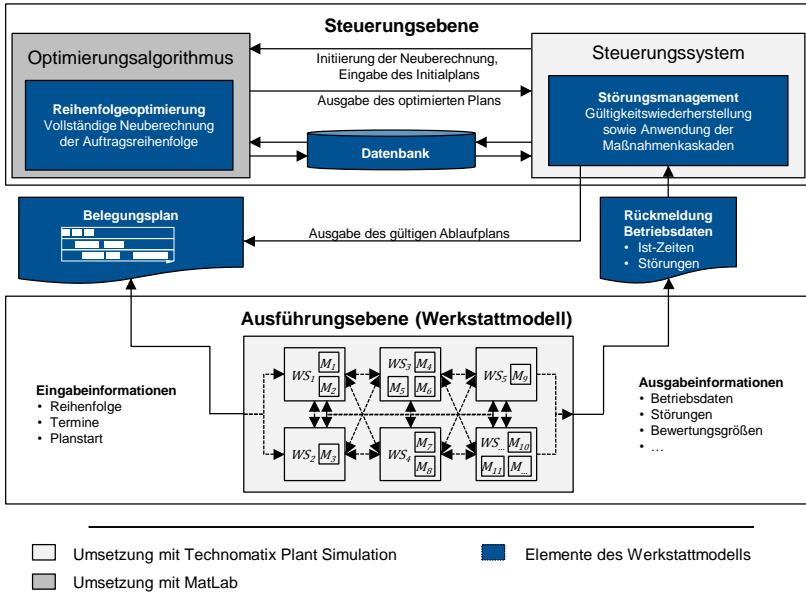 Steuerungsebene
Optimierungsalgorithmus
Reihenfolgeoptimierung
Vollständige Neuberechnung
der Auftragsreihenfolge
Initiierung der Neuberechnung,
Eingabe des Initialplans
Ausgabe des optimierten Plans
Datenbank
Steuerungssystem
Störungsmanagement
Gültigkeitswiederherstellung
sowie Anwendung der
Maßnahmenkaskaden
Belegungsplan
Ausgabe des gültigen Ablaufplans
Rückmeldung
Betriebsdaten
• Ist-Zeiten
• Störungen
Ausführungsebene (Werkstattmodell)
Eingabeinformationen
• Reihenfolge
• Termine
• Planstart
WS1 M1 M2
WS3 M4 M5 M6
WS5 M9
WS2 M3
WS4 M7 M8
WS... M10 M11 M...
Ausgabeinformationen
• Betriebsdaten
• Störungen
• Bewertungsgrößen
• …
Umsetzung mit Technomatix Plant Simulation
Elemente des Werkstattmodells
Umsetzung mit MatLab